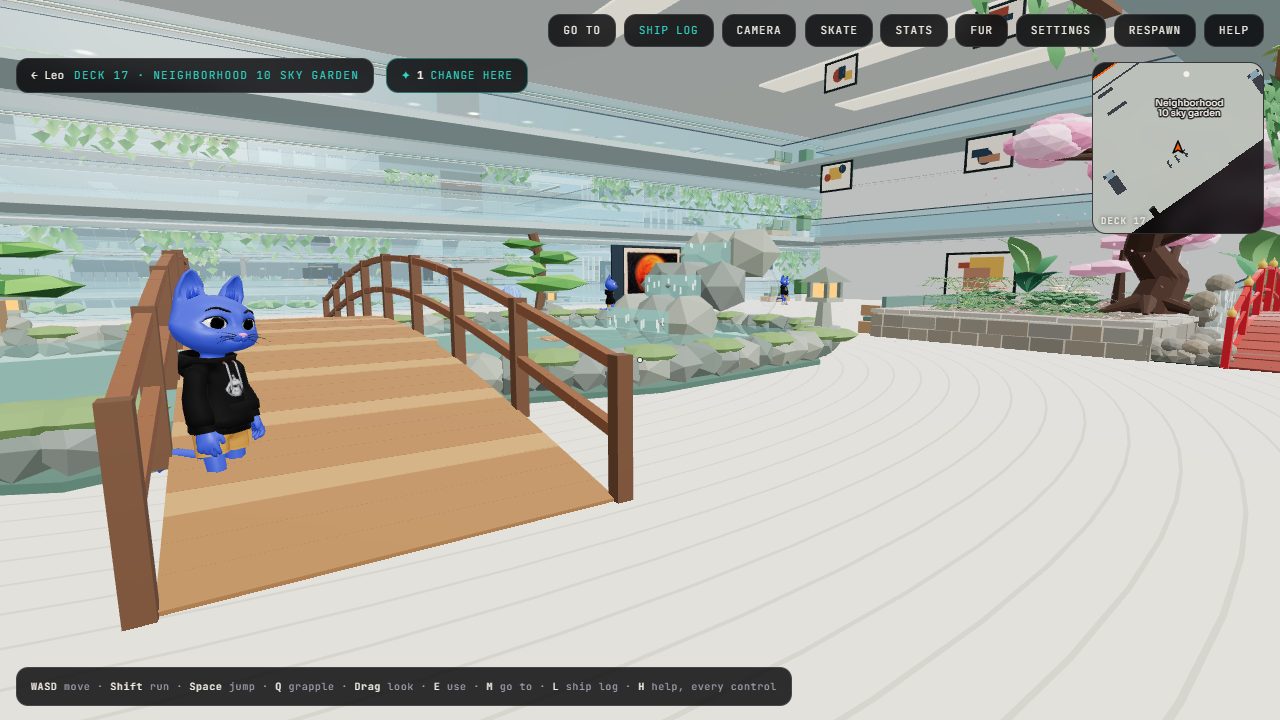 GO TO
SHIP LOG
CAMERA
SKATE
STATS
FUR
SETTINGS
RESPAWN
HELP
← Leo DECK 17 · NEIGHBORHOOD 10 SKY GARDEN
✦ 1 CHANGE HERE
Neighborhood
10 sky garden
DECK 17
WASD move · Shift run · Space jump · Q grapple · Drag look · E use · M go to · L ship log · H help, every control